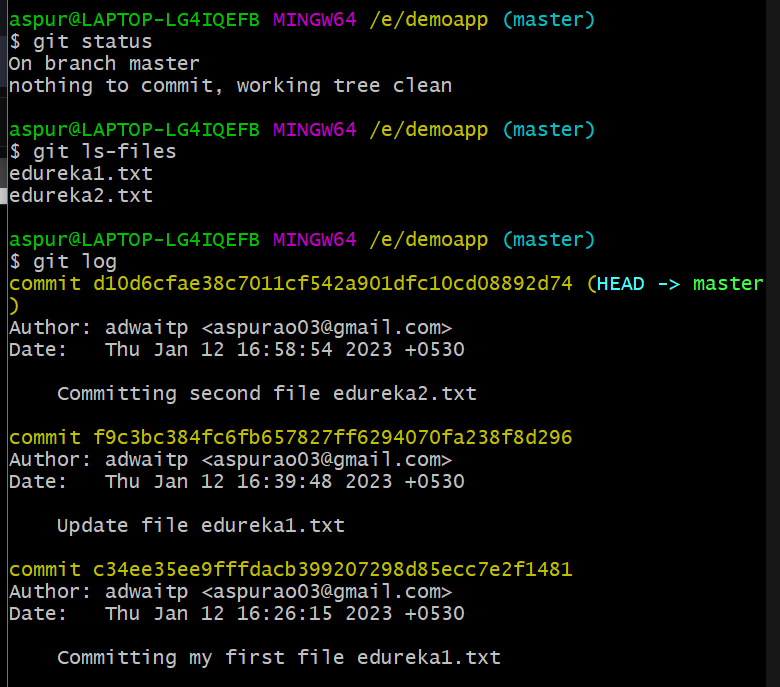 aspur@LAPTOP-LG4IQEFB MINGW64 /e/demoapp (master)
$ git status
On branch master
nothing to commit, working tree clean
aspur@LAPTOP-LG4IQEFB MINGW64 /e/demoapp (master)
$ git ls-files
edureka1.txt
edureka2.txt
aspur@LAPTOP-LG4IQEFB MINGW64 /e/demoapp (master)
$ git log
commit d10d6cfae38c7011cf542a901dfc10cd08892d74 (HEAD -> master
)
Author: adwaitp <aspurao03@gmail.com>
Date:   Thu Jan 12 16:58:54 2023 +0530
    Committing second file edureka2.txt
commit f9c3bc384fc6fb657827ff6294070fa238f8d296
Author: adwaitp <aspurao03@gmail.com>
Date:   Thu Jan 12 16:39:48 2023 +0530
    Update file edureka1.txt
commit c34ee35ee9fffdacb399207298d85ecc7e2f1481
Author: adwaitp <aspurao03@gmail.com>
Date:   Thu Jan 12 16:26:15 2023 +0530
    Committing my first file edureka1.txt